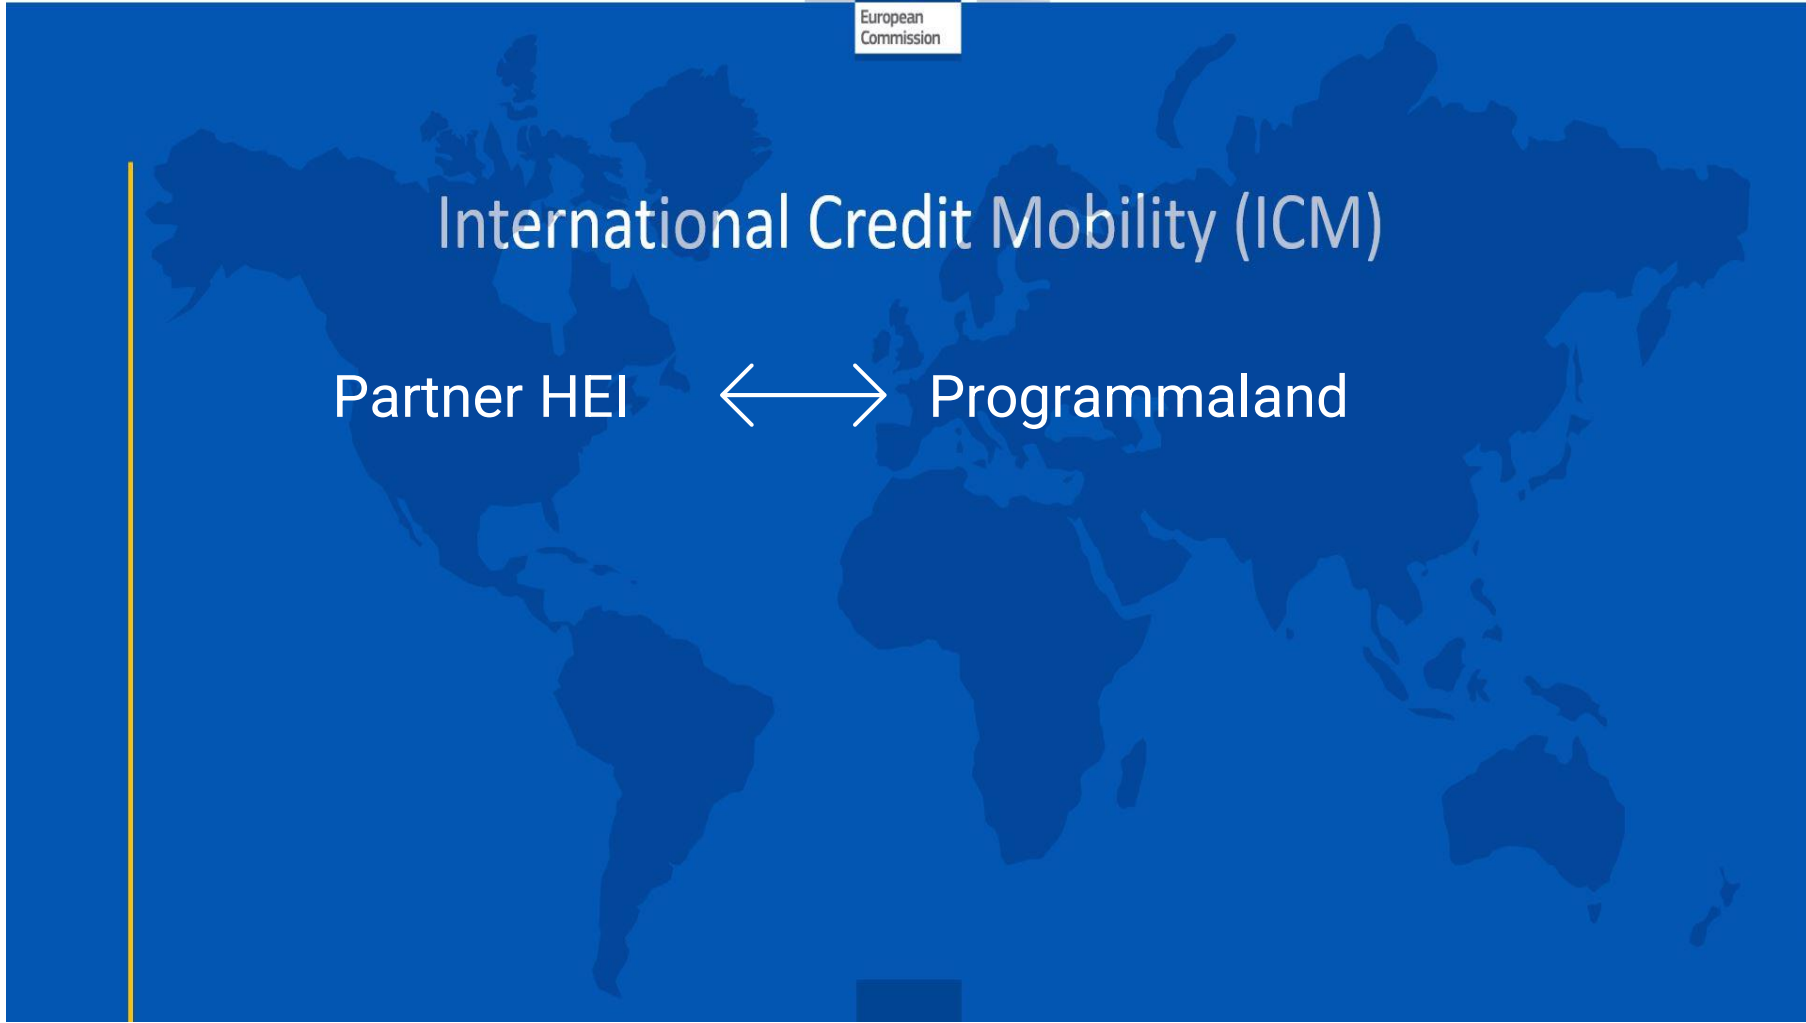 European
Commission
International Credit Mobility (ICM)
Partner HEI
Programmaland